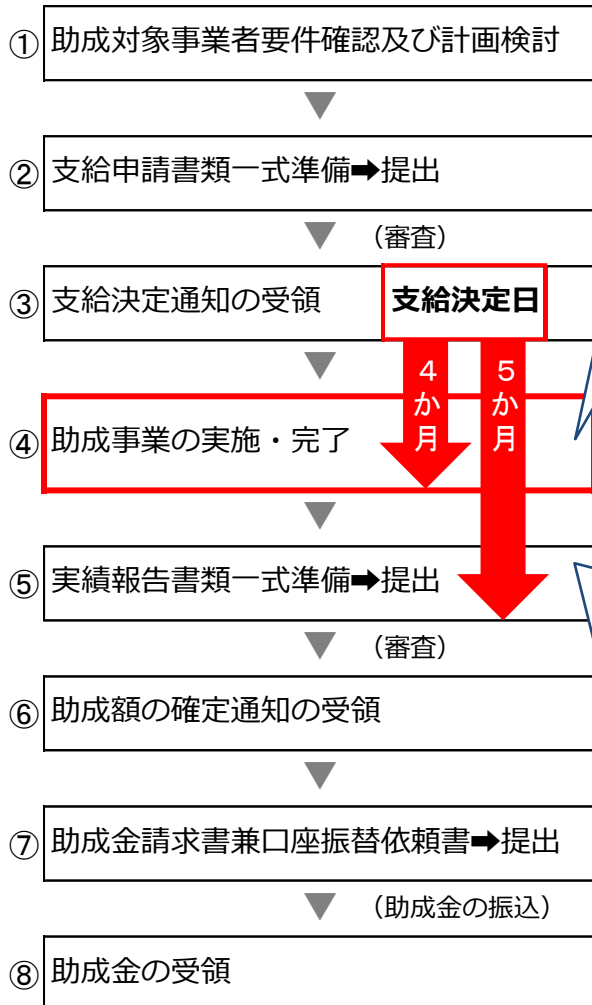 ① 助成対象事業者要件確認及び計画検討
② 支給申請書類一式準備➡提出
（審査）
③ 支給決定通知の受領 支給決定日
４か月
５か月
④ 助成事業の実施・完了
⑤ 実績報告書類一式準備➡提出
（審査）
⑥ 助成額の確定通知の受領
⑦ 助成金請求書兼口座振替依頼書➡提出
（助成金の振込）
⑧ 助成金の受領